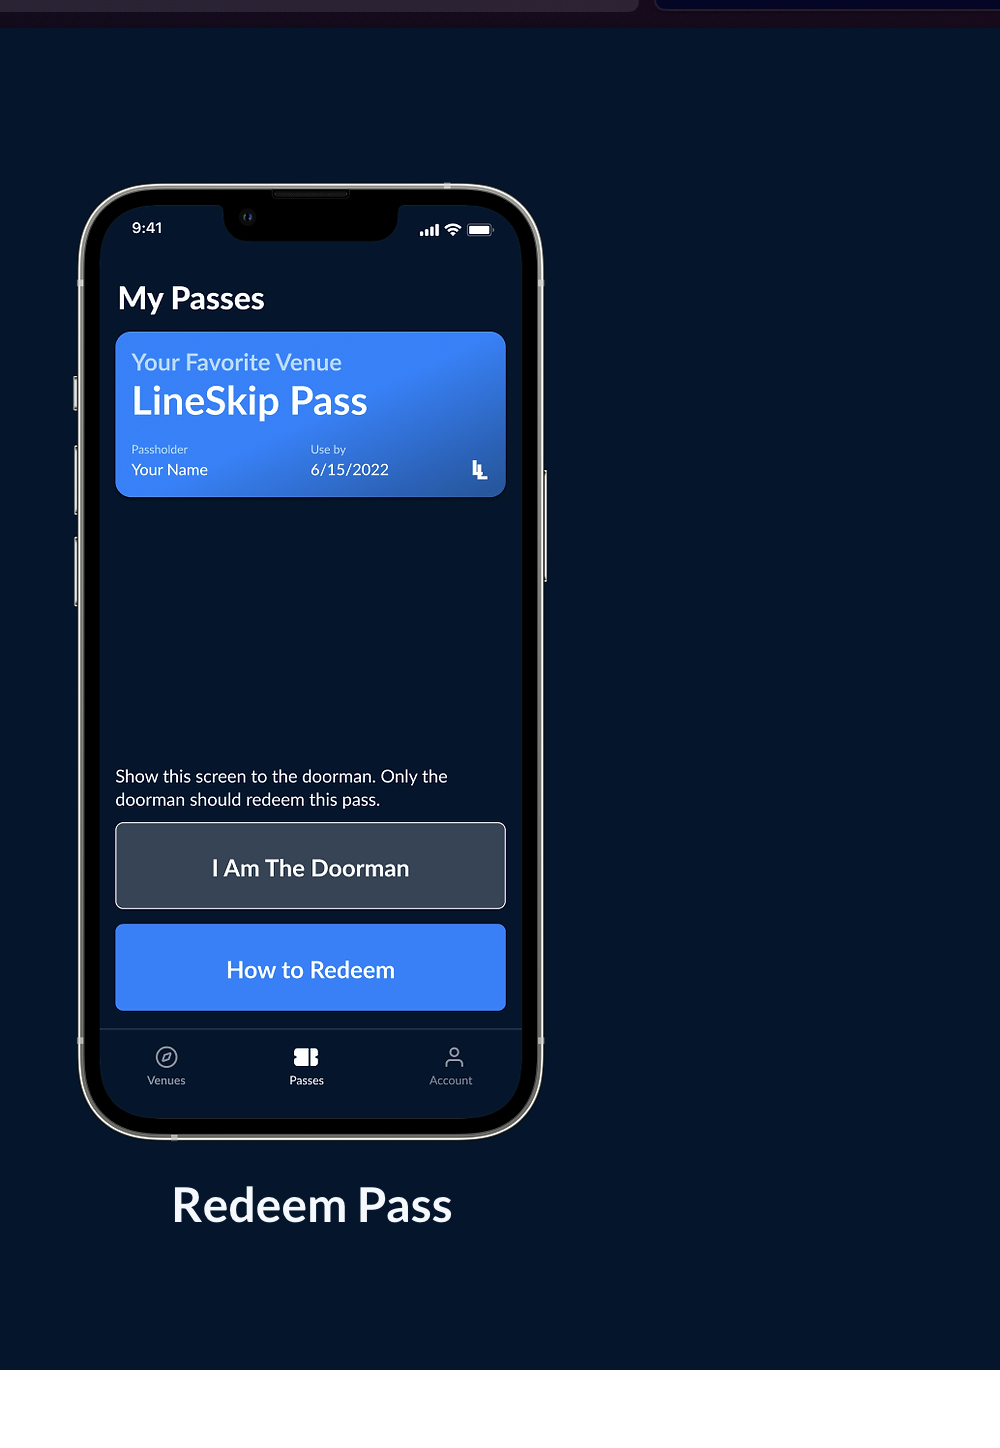 9:41
My Passes
Your Favorite Venue
LineSkip Pass
Passholder
Use by
Your Name
6/15/2022
LL
Show this screen to the doorman. Only the
doorman should redeem this pass.
I Am The Doorman
How to Redeem
Venues
Passes
Account
Redeem Pass